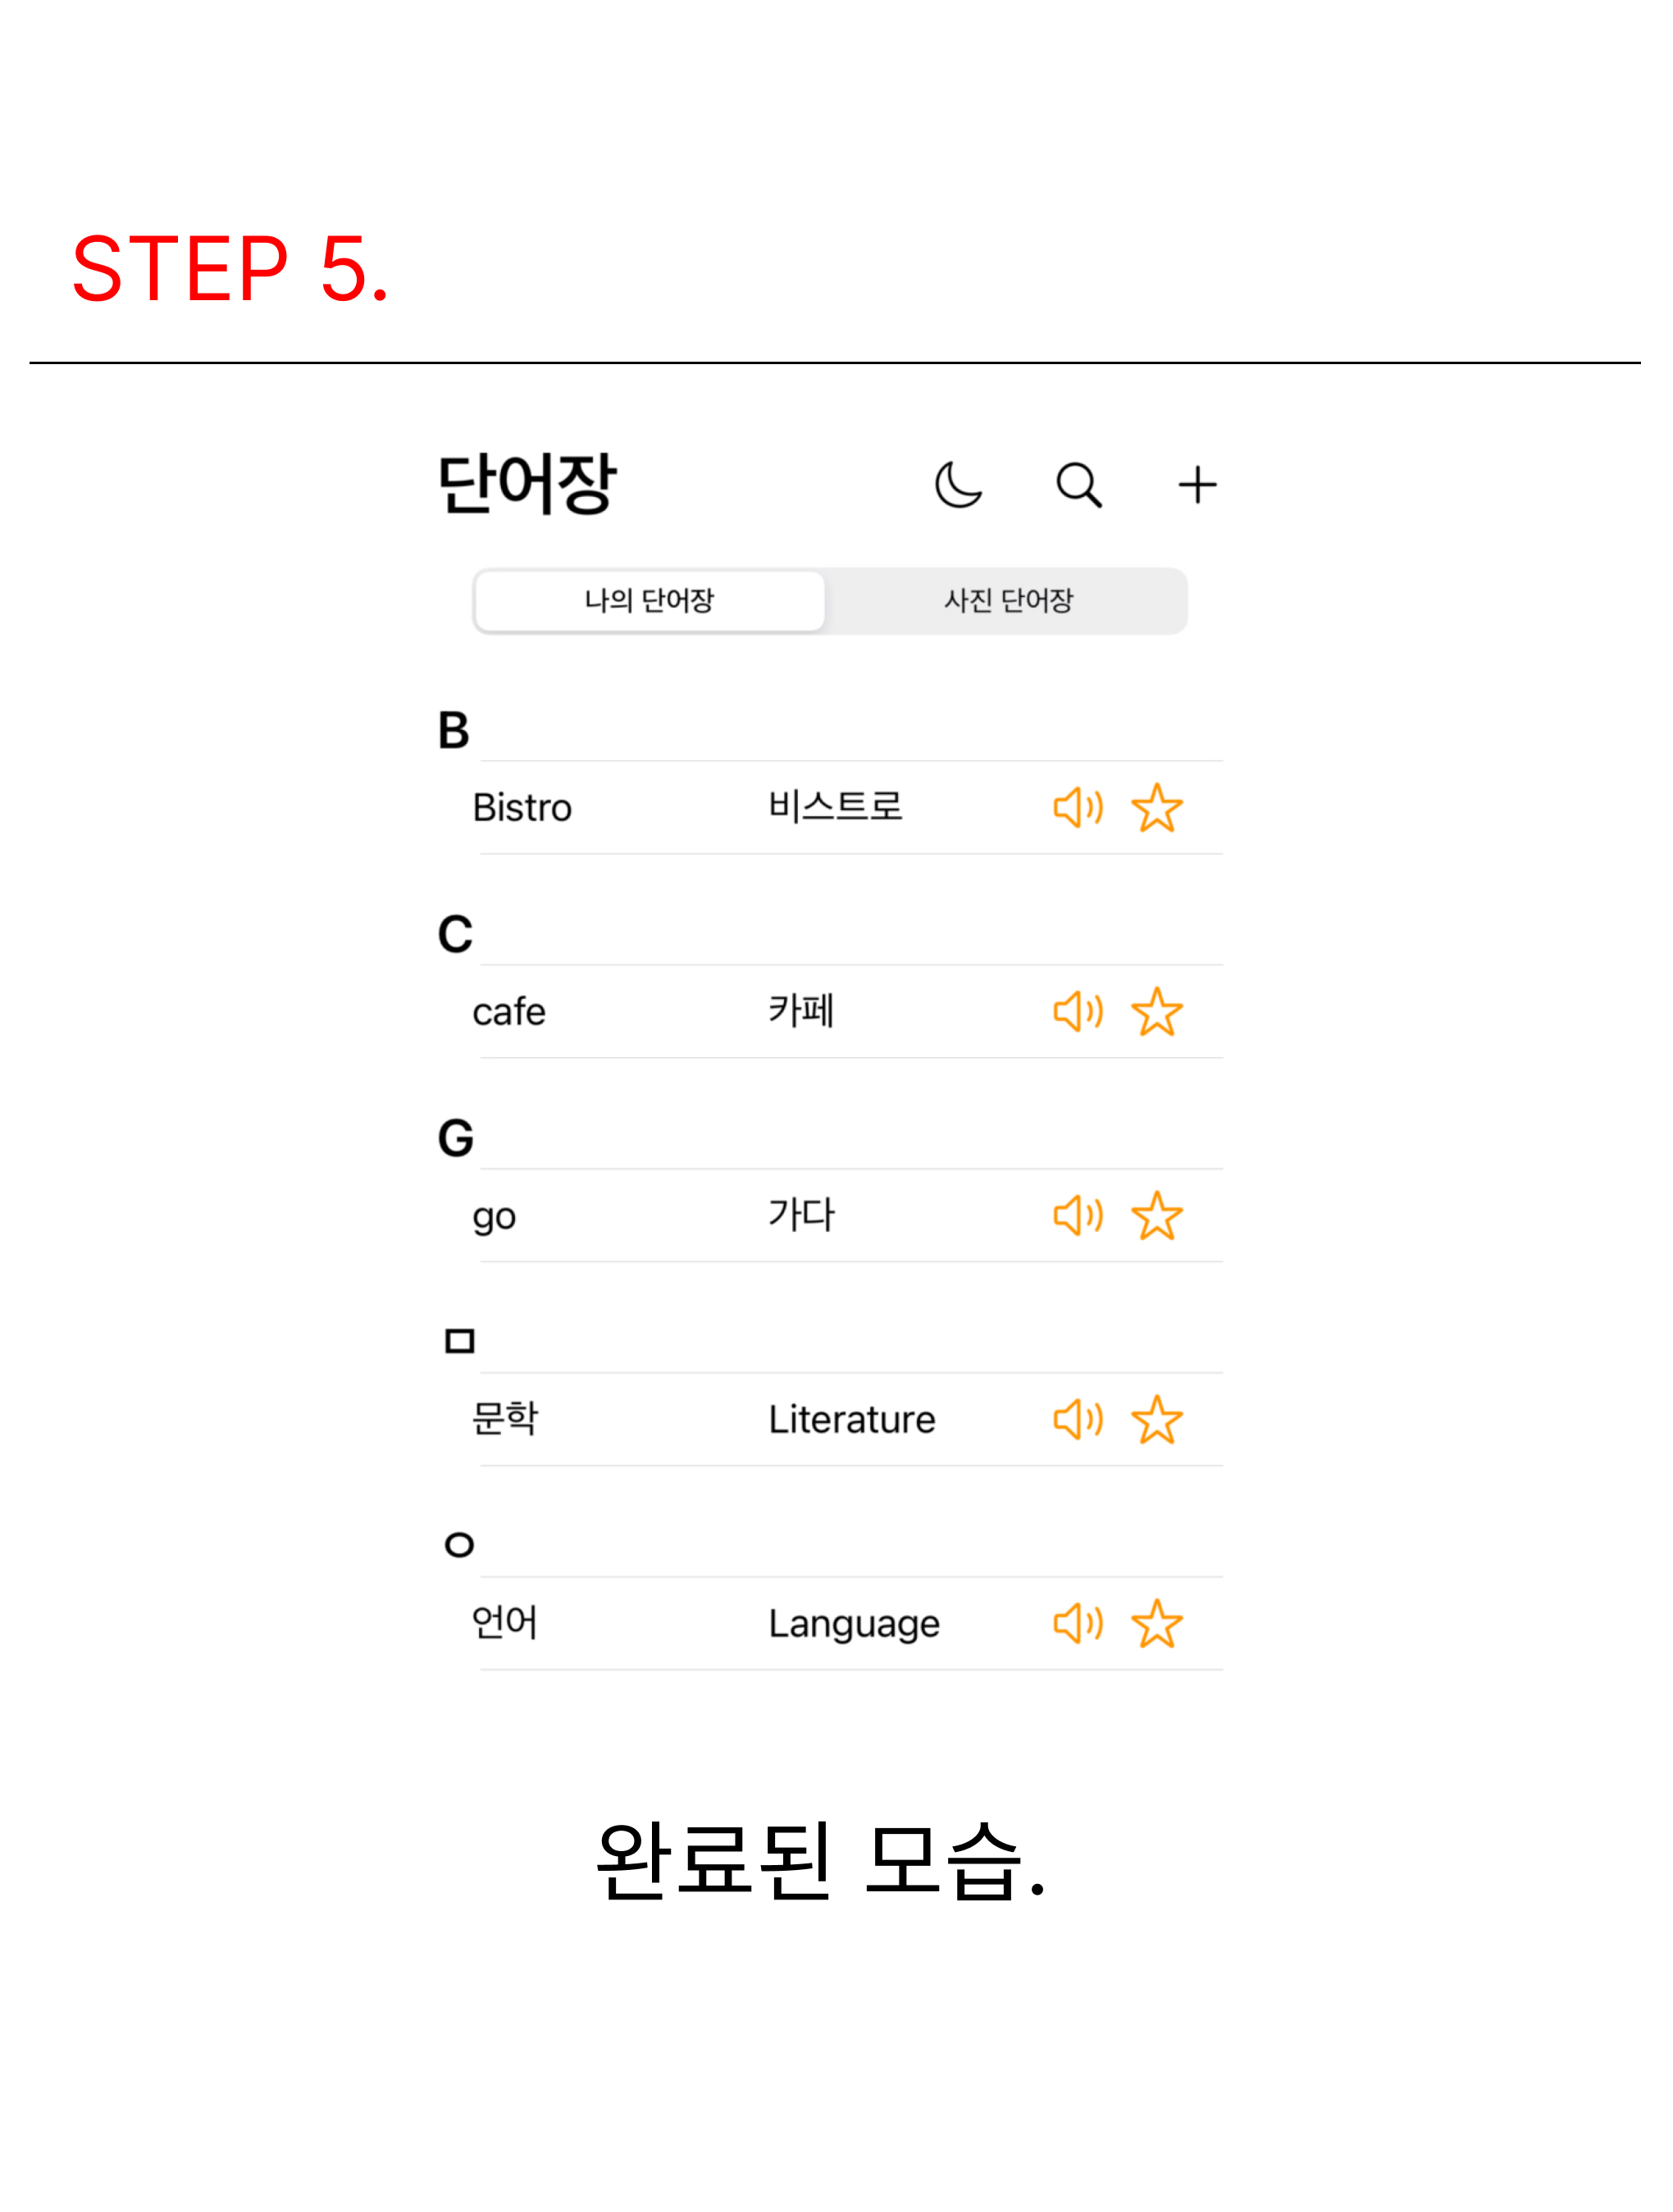 STEP 5.
단어장
나의 단어장 사진 단어장
B
Bistro 비스트로
C
cafe 카페
G
go 가다
ㅁ
문학 Literature
ㅇ
언어 Language
완료된 모습.